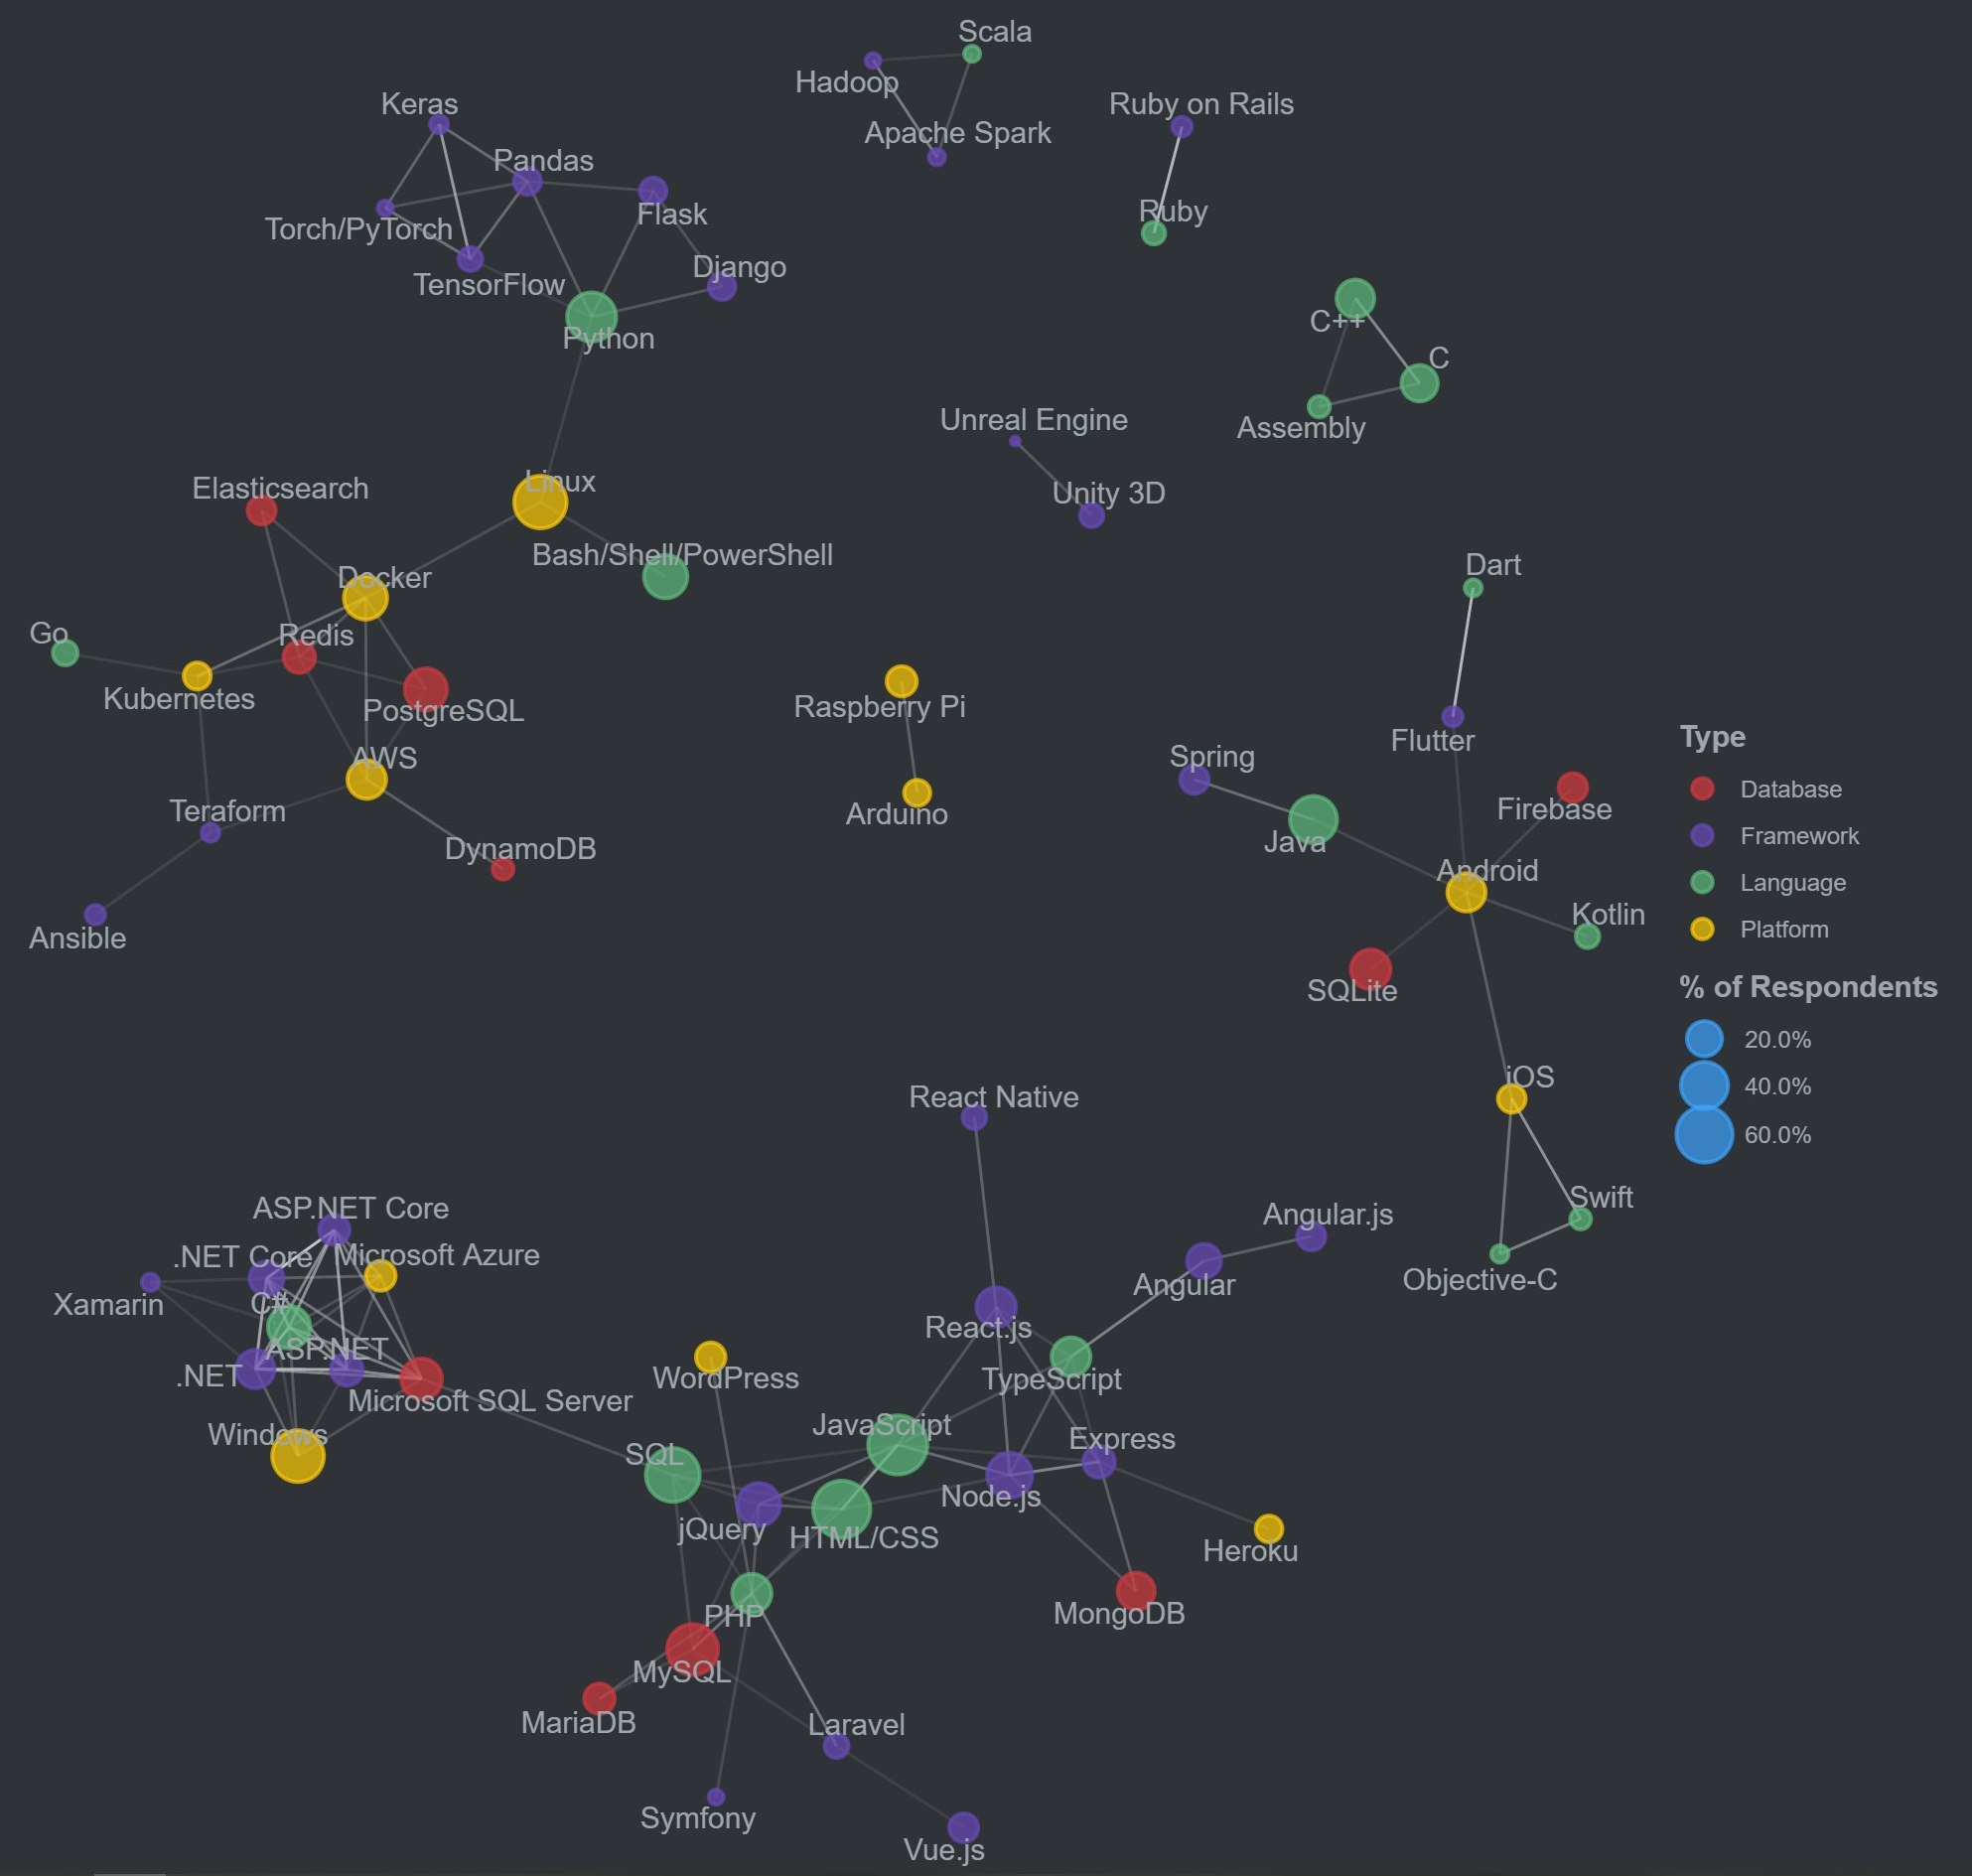 Scala
Hadoop
Keras
Ruby on Rails
Apache Spark
Pandas
Ruby
Flask
Torch/PyTorch
Django
TensorFlow
C++
Python
C
Unreal Engine
Assembly
Linux
Elasticsearch
Unity 3D
Bash/Shell/PowerShell
Dart
Docker
Go
Redis
Kubernetes
Raspberry Pi
PostgreSQL
Flutter
Type
AWS
Spring
Database
Teraform
Arduino
Firebase
Framework
Java
DynamoDB
Android
Language
Kotlin
Platform
Ansible
SQLite
% of Respondents
20.0%
iOS
40.0%
React Native
60.0%
Swift
ASP.NET Core
Angular.js
.NET Core
Microsoft Azure
Objective-C
Angular
Xamarin
C#
React.js
ASP.NET
.NET
WordPress
TypeScript
Microsoft SQL Server
JavaScript
Windows
Express
SQL
Node.js
jQuery
HTML/CSS
Heroku
PHP
MongoDB
MySQL
MariaDB
Laravel
Symfony
Vue.js